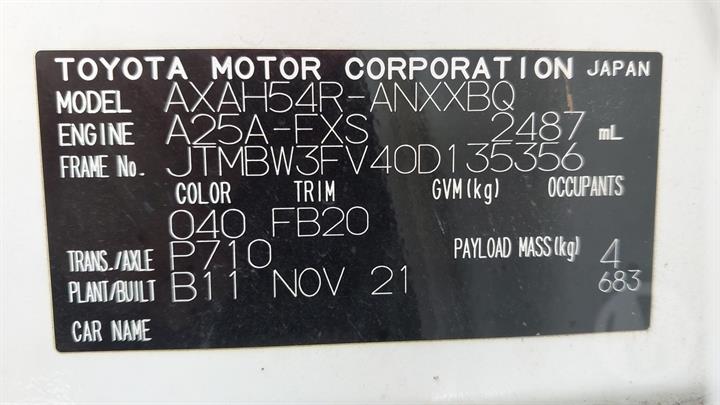 TOYOTA MOTOR CORPORATION JAPAN
MODEL AXAH54R-ANXXBQ
ENGINE A25A-FXS 2487 mL
FRAME No. JTMBW3FV40D135356
COLOR TRIM GVM(kg) OCCUPANTS
040 FB20
TRANS./AXLE P710 PAYLOAD MASS(kg) 4
PLANT/BUILT B11 NOV 21 683
CAR NAME